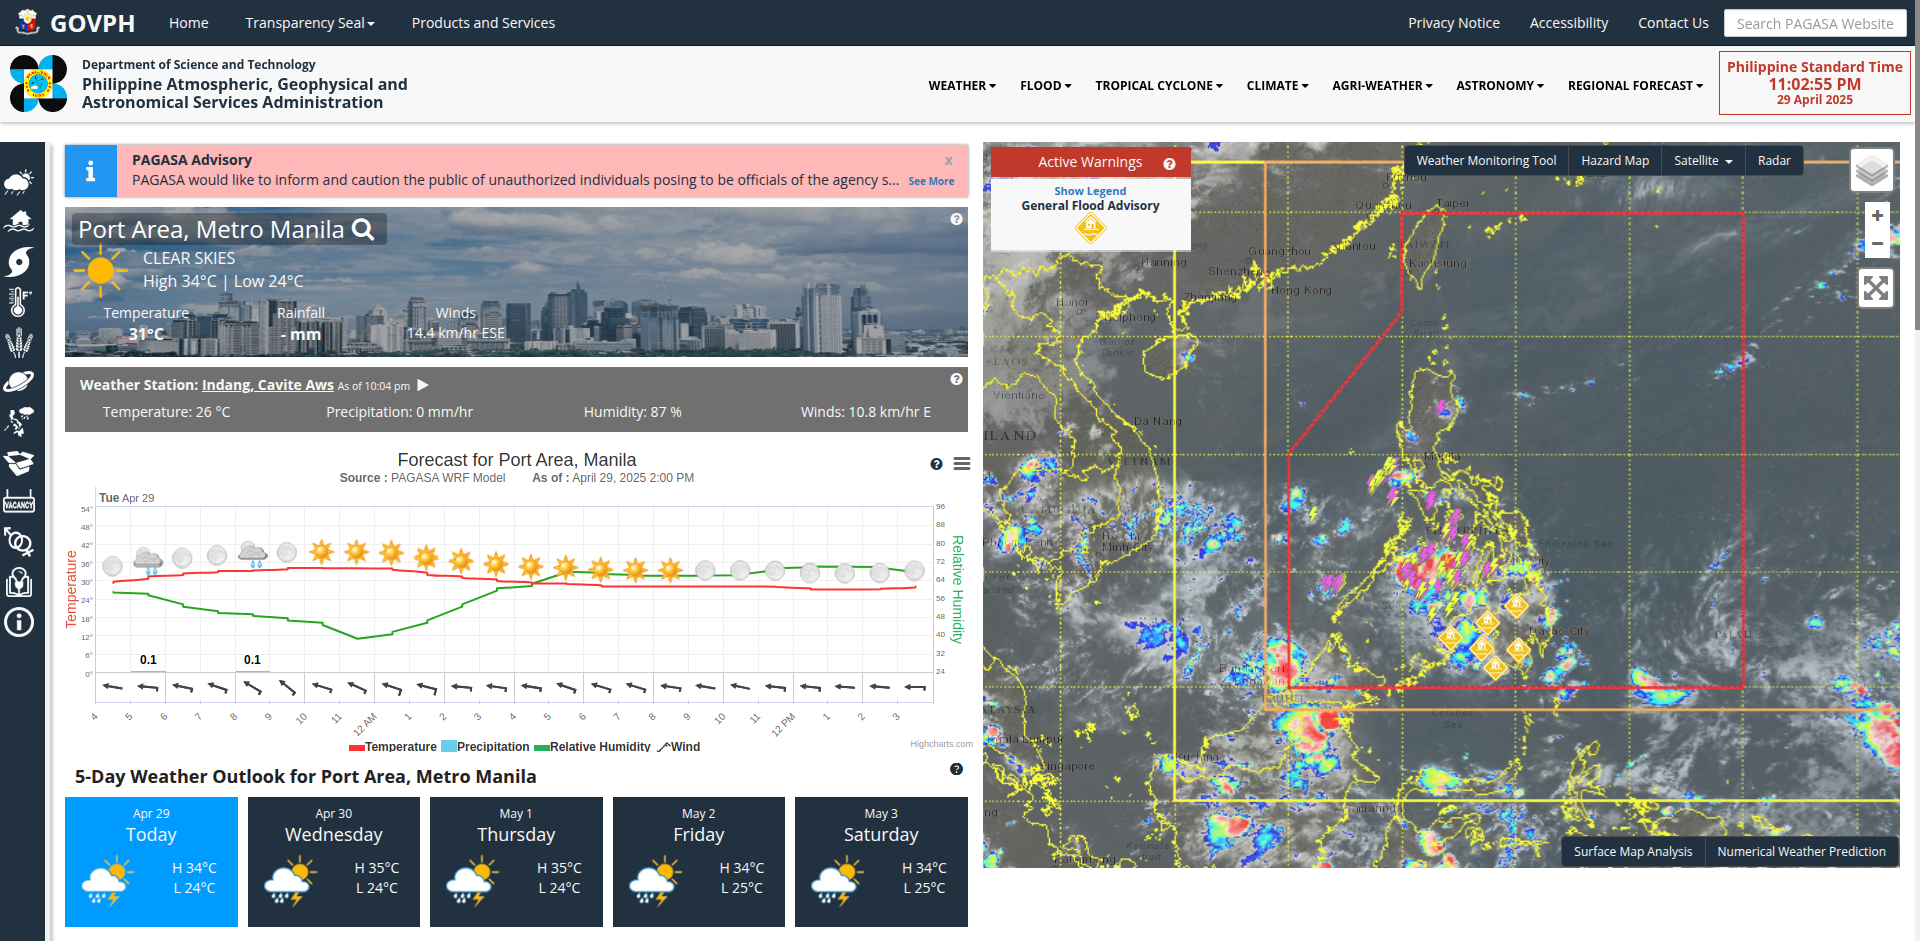 GOVPH
Home
Transparency Seal
Products and Services
Privacy Notice
Accessibility
Contact Us
Search PAGASA Website
Department of Science and Technology
Philippine Atmospheric, Geophysical and
Astronomical Services Administration
WEATHER
FLOOD
TROPICAL CYCLONE
CLIMATE
AGRI-WEATHER
ASTRONOMY
REGIONAL FORECAST
Philippine Standard Time
11:02:55 PM
29 April 2025
VACANCY
PAGASA Advisory
x
PAGASA would like to inform and caution the public of unauthorized individuals posing to be officials of the agency s...
See More
Port Area, Metro Manila
CLEAR SKIES
High 34°C | Low 24°C
Temperature
Rainfall
Winds
31°C
- mm
14.4 km/hr ESE
Weather Station: Indang, Cavite Aws As of 10:04 pm
Temperature: 26 °C
Precipitation: 0 mm/hr
Humidity: 87 %
Winds: 10.8 km/hr E
Forecast for Port Area, Manila
Source : PAGASA WRF Model As of : April 29, 2025 2:00 PM
Tue Apr 29
54°
48°
42°
36°
30°
24°
18°
12°
6°
0°
Temperature
96
88
80
72
64
56
48
40
32
24
Relative Humidity
0.1
0.1
4 5 6 7 8 9 10 11 12 AM 1 2 3 4 5 6 7 8 9 10 11 12 PM 1 2 3
Temperature
Precipitation
Relative Humidity
Wind
Highcharts.com
5-Day Weather Outlook for Port Area, Metro Manila
Apr 29
Today
H 34°C
L 24°C
Apr 30
Wednesday
H 35°C
L 24°C
May 1
Thursday
H 35°C
L 24°C
May 2
Friday
H 34°C
L 25°C
May 3
Saturday
H 34°C
L 25°C
Active Warnings
Show Legend
General Flood Advisory
Weather Monitoring Tool
Hazard Map
Satellite
Radar
+
−
Taipei
Guangzhou
Kaohsiung
Nanning
Hong Kong
Hanoi
Luzon
Gulf of
Tonkin
LAOS
Vientiane
Da Nang
VIETNAM
Manila
Philippine Sea
Davao City
PALAU
Celebes
Sea
Kuching
Singapore
Surface Map Analysis
Numerical Weather Prediction